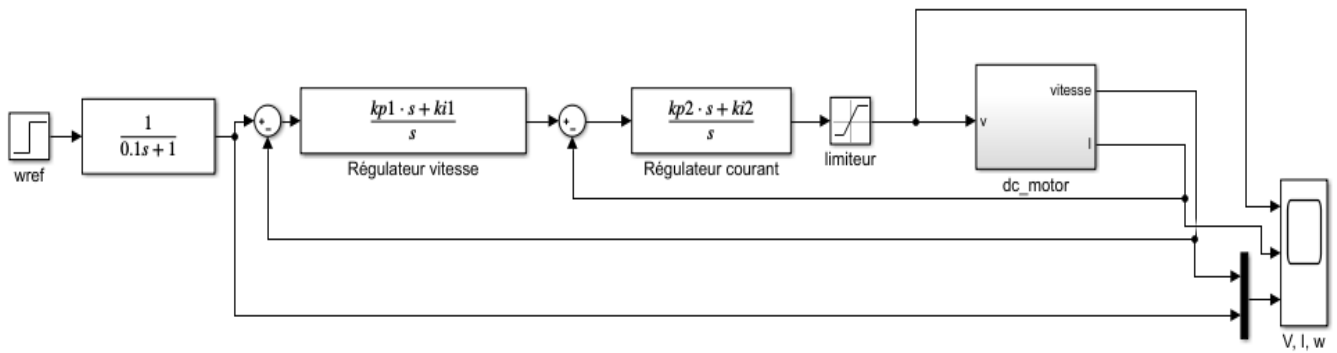 wref
1
0.1s + 1
+
-
kp1 · s + ki1
s
Régulateur vitesse
+
-
kp2 · s + ki2
s
Régulateur courant
limiteur
v
vitesse
I
dc_motor
V, I, w